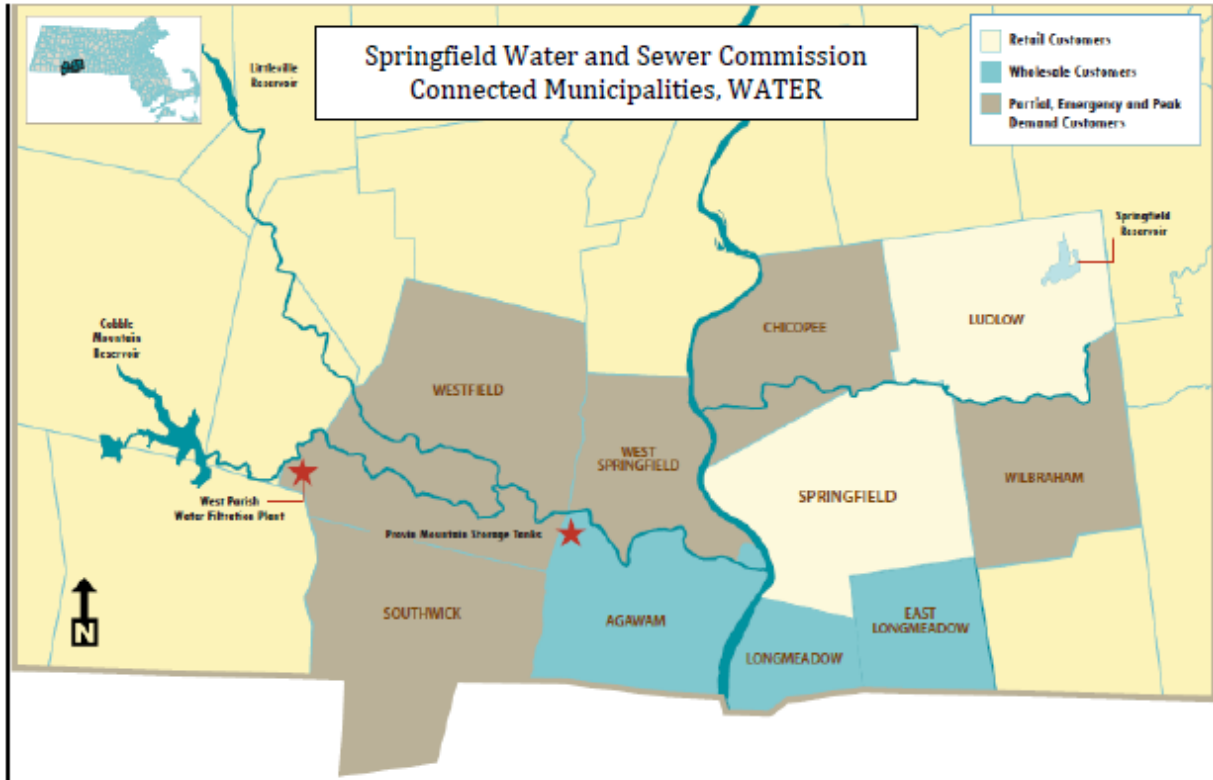 Springfield Water and Sewer Commission
Connected Municipalities, WATER
Retail Customers
Wholesale Customers
Partial, Emergency and Peak
Demand Customers
Littleville
Reservoir
Springfield
Reservoir
CHICOPEE
LUDLOW
Cobble
Mountain
Reservoir
WESTFIELD
WEST
SPRINGFIELD
SPRINGFIELD
WILBRAHAM
West Parish
Water Filtration Plant
Provin Mountain Storage Tanks
SOUTHWICK
AGAWAM
EAST
LONGMEADOW
LONGMEADOW
N